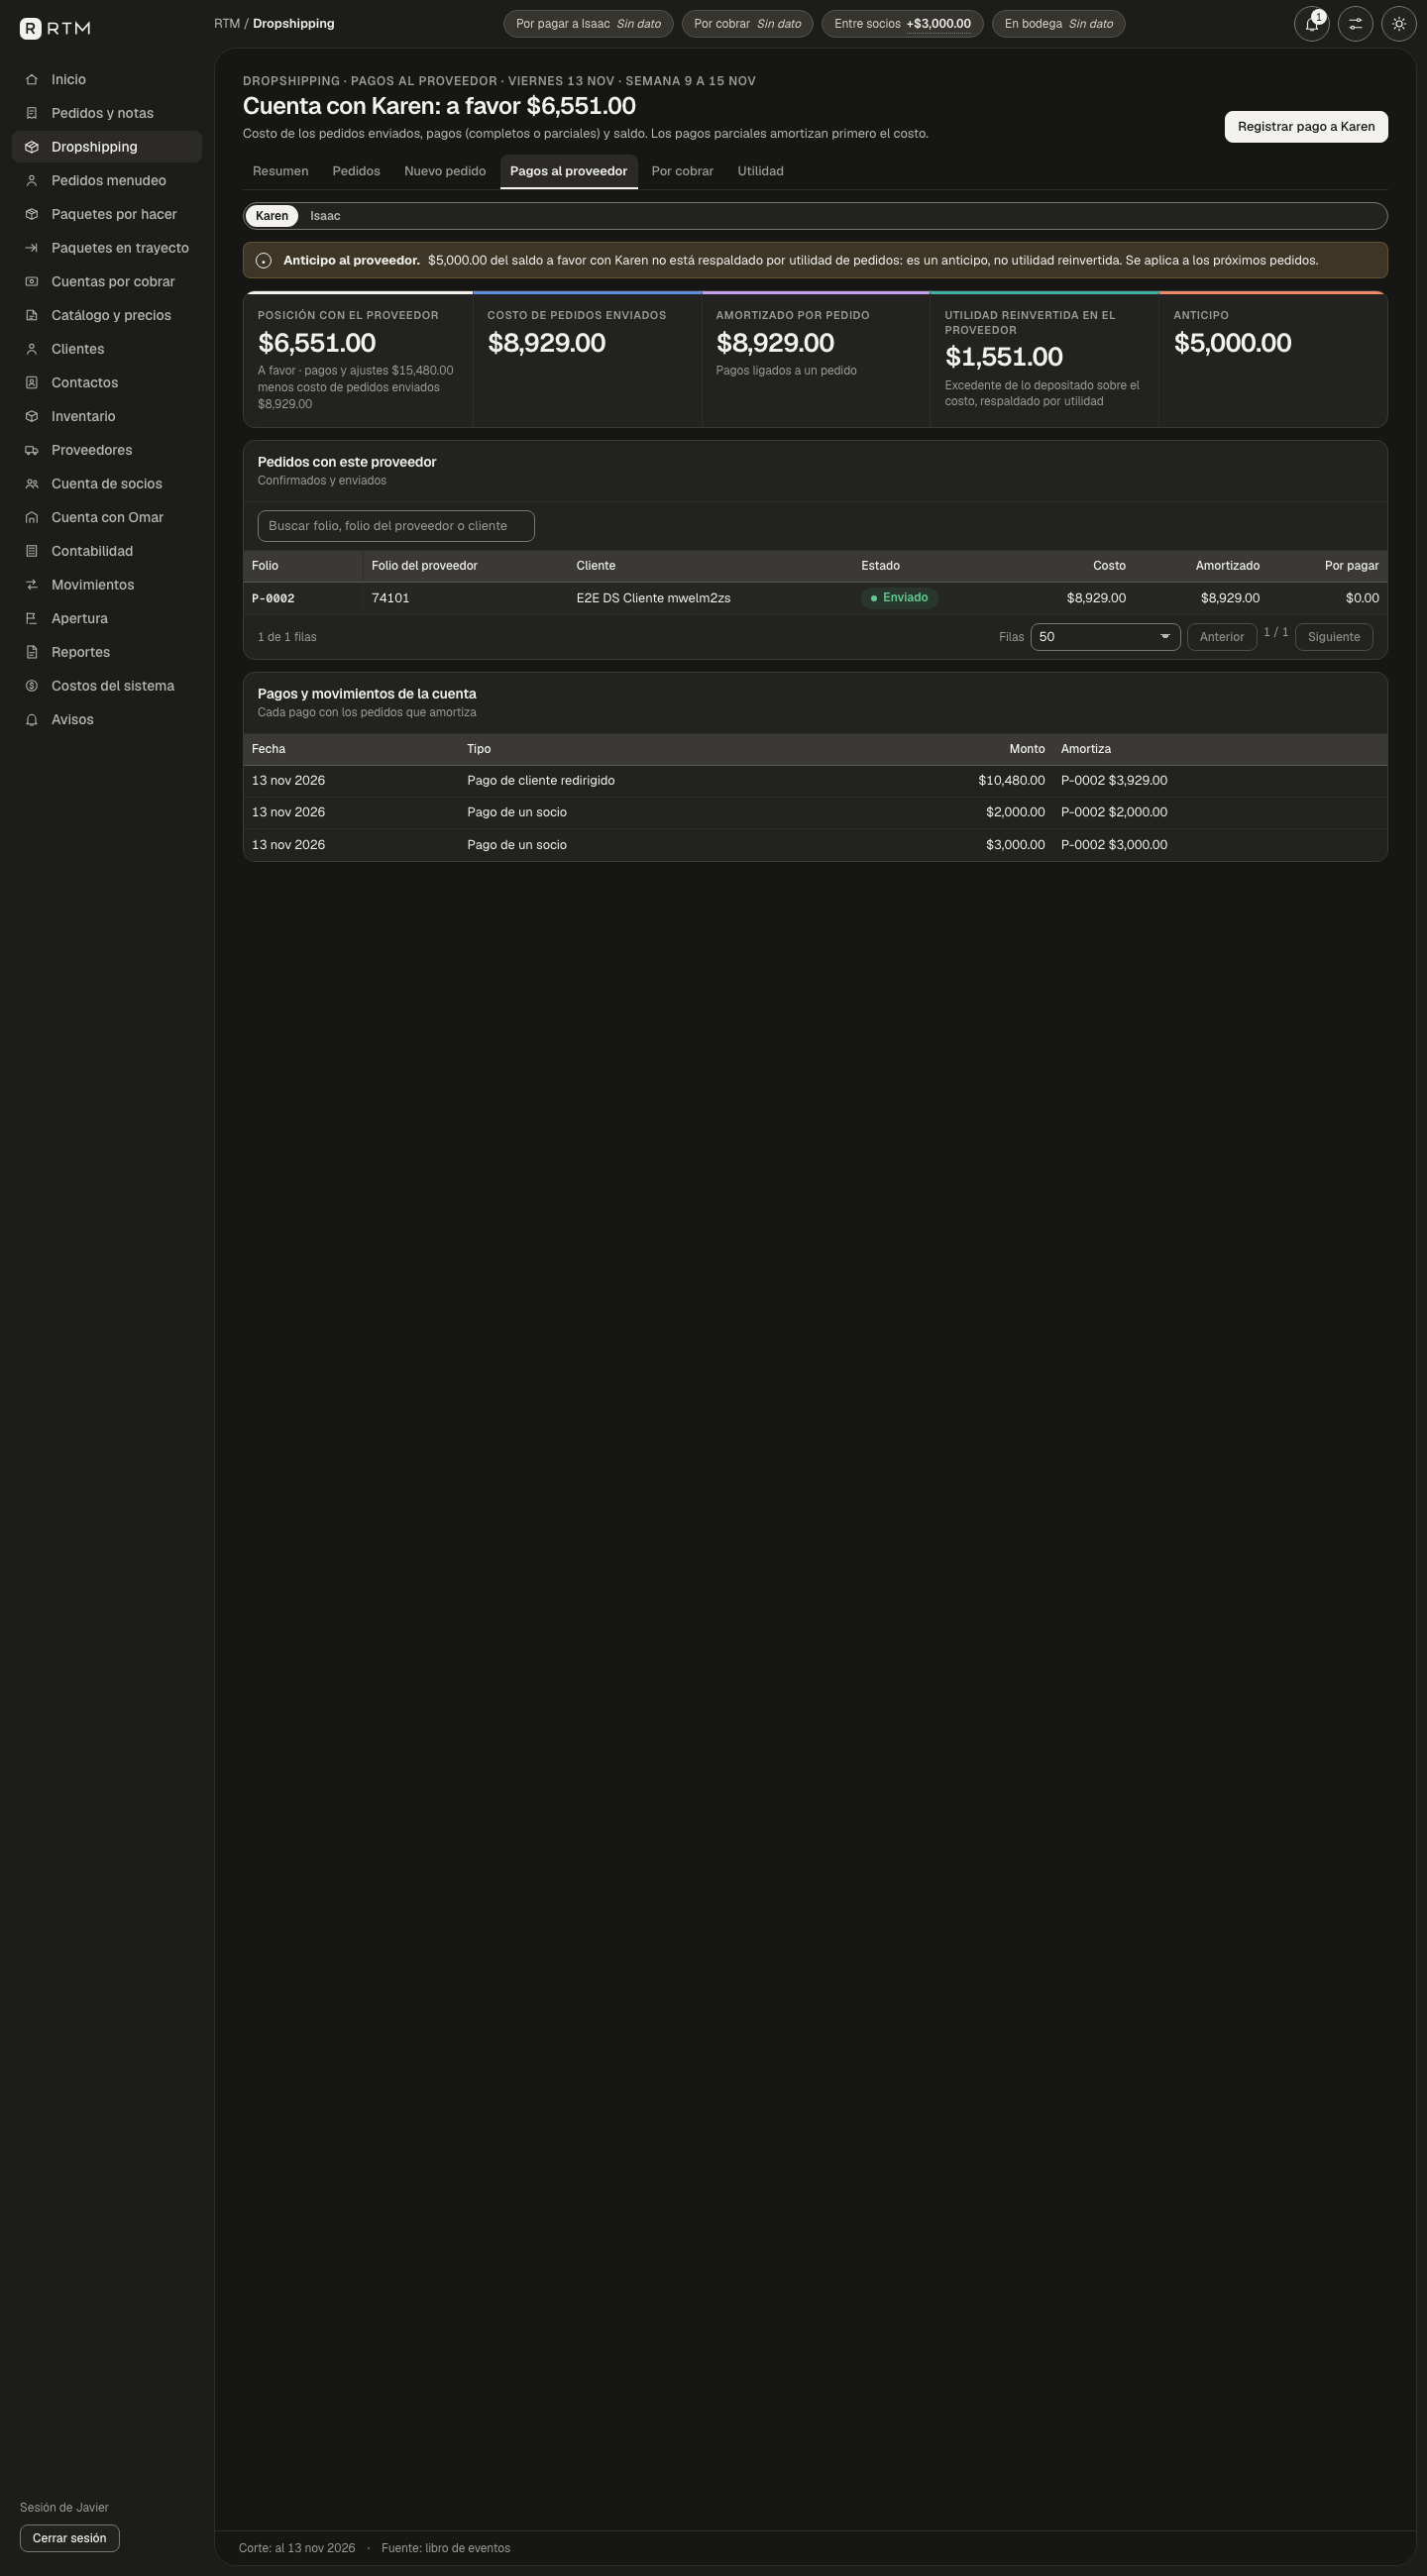 R RTM
RTM / Dropshipping
Por pagar a Isaac Sin dato
Por cobrar Sin dato
Entre socios +$3,000.00
En bodega Sin dato
1
Inicio
Pedidos y notas
Dropshipping
Pedidos menudeo
Paquetes por hacer
Paquetes en trayecto
Cuentas por cobrar
Catálogo y precios
Clientes
Contactos
Inventario
Proveedores
Cuenta de socios
Cuenta con Omar
Contabilidad
Movimientos
Apertura
Reportes
Costos del sistema
Avisos
Sesión de Javier
Cerrar sesión
DROPSHIPPING · PAGOS AL PROVEEDOR · VIERNES 13 NOV · SEMANA 9 A 15 NOV
Cuenta con Karen: a favor $6,551.00
Costo de los pedidos enviados, pagos (completos o parciales) y saldo. Los pagos parciales amortizan primero el costo.
Registrar pago a Karen
Resumen Pedidos Nuevo pedido Pagos al proveedor Por cobrar Utilidad
Karen Isaac
Anticipo al proveedor. $5,000.00 del saldo a favor con Karen no está respaldado por utilidad de pedidos: es un anticipo, no utilidad reinvertida. Se aplica a los próximos pedidos.
POSICIÓN CON EL PROVEEDOR
$6,551.00
A favor · pagos y ajustes $15,480.00
menos costo de pedidos enviados
$8,929.00
COSTO DE PEDIDOS ENVIADOS
$8,929.00
AMORTIZADO POR PEDIDO
$8,929.00
Pagos ligados a un pedido
UTILIDAD REINVERTIDA EN EL
PROVEEDOR
$1,551.00
Excedente de lo depositado sobre el
costo, respaldado por utilidad
ANTICIPO
$5,000.00
Pedidos con este proveedor
Confirmados y enviados
Buscar folio, folio del proveedor o cliente
Folio Folio del proveedor Cliente Estado Costo Amortizado Por pagar
P-0002 74101 E2E DS Cliente mwelm2zs Enviado $8,929.00 $8,929.00 $0.00
1 de 1 filas Filas 50 Anterior 1 / 1 Siguiente
Pagos y movimientos de la cuenta
Cada pago con los pedidos que amortiza
Fecha Tipo Monto Amortiza
13 nov 2026 Pago de cliente redirigido $10,480.00 P-0002 $3,929.00
13 nov 2026 Pago de un socio $2,000.00 P-0002 $2,000.00
13 nov 2026 Pago de un socio $3,000.00 P-0002 $3,000.00
Corte: al 13 nov 2026 · Fuente: libro de eventos